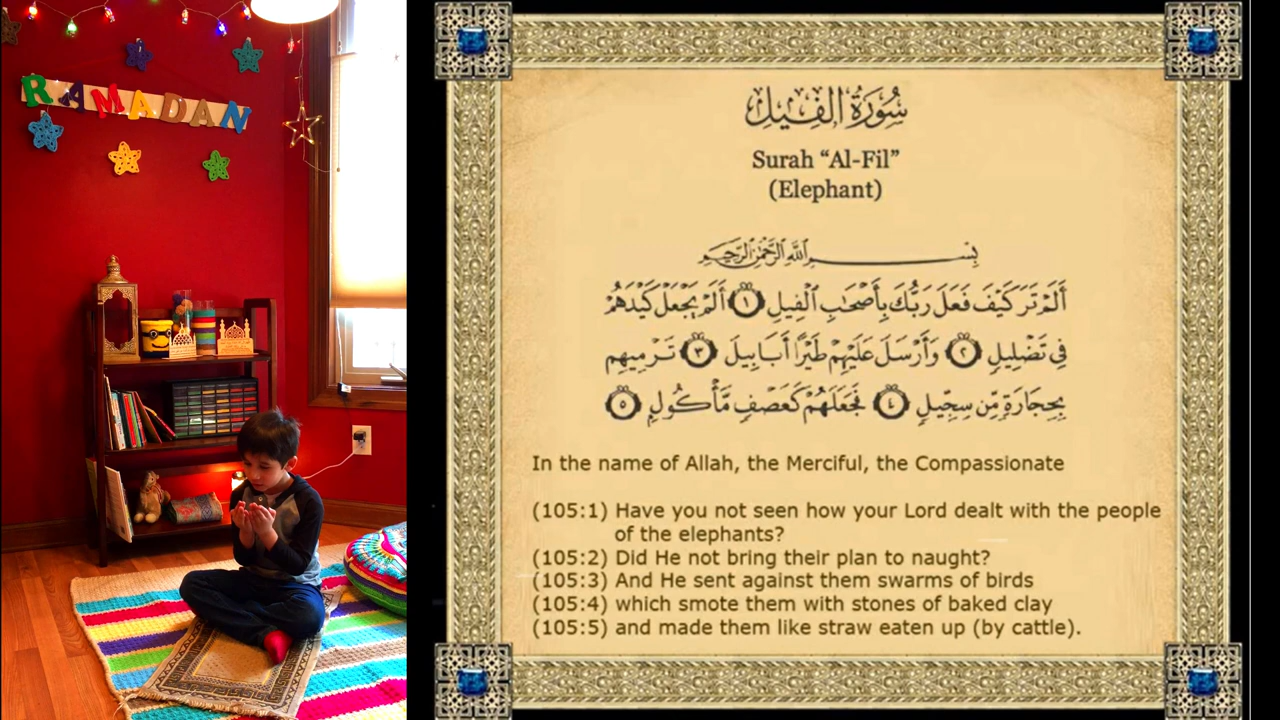 RAMADAN
سُورَةُ الْفِيلِ
Surah “Al-Fil”
(Elephant)
بِسْمِ اللَّهِ الرَّحْمَٰنِ الرَّحِيمِ
أَلَمْ تَرَ كَيْفَ فَعَلَ رَبُّكَ بِأَصْحَٰبِ الْفِيلِ ١ أَلَمْ يَجْعَلْ كَيْدَهُمْ
فِي تَضْلِيلٍ ٢ وَأَرْسَلَ عَلَيْهِمْ طَيْرًا أَبَابِيلَ ٣ تَرْمِيهِم
بِحِجَارَةٍ مِّن سِجِّيلٍ ٤ فَجَعَلَهُمْ كَعَصْفٍ مَّأْكُولٍ ٥
In the name of Allah, the Merciful, the Compassionate
(105:1) Have you not seen how your Lord dealt with the people
of the elephants?
(105:2) Did He not bring their plan to naught?
(105:3) And He sent against them swarms of birds
(105:4) which smote them with stones of baked clay
(105:5) and made them like straw eaten up (by cattle).